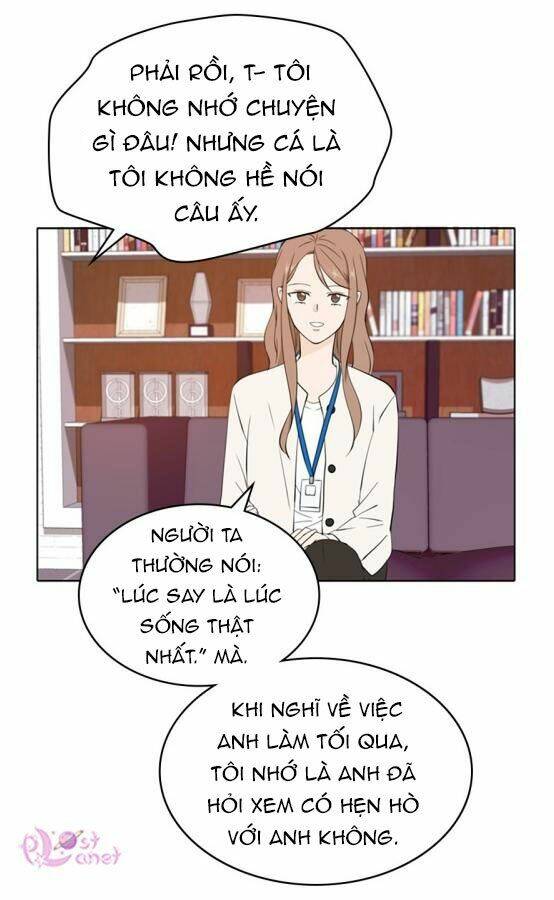 PHẢI RỒI, T- TÔI
KHÔNG NHỚ CHUYỆN
GÌ ĐÂU! NHƯNG CÁ LÀ
TÔI KHÔNG HỀ NÓI
CÂU ẤY.
NGƯỜI TA
THƯỜNG NÓI:
"LÚC SAY LÀ LÚC
SỐNG THẬT
NHẤT." MÀ.
KHI NGHĨ VỀ VIỆC
ANH LÀM TỐI QUA,
TÔI NHỚ LÀ ANH ĐÃ
HỎI XEM CÓ HẸN HÒ
VỚI ANH KHÔNG.
Lost
Planet